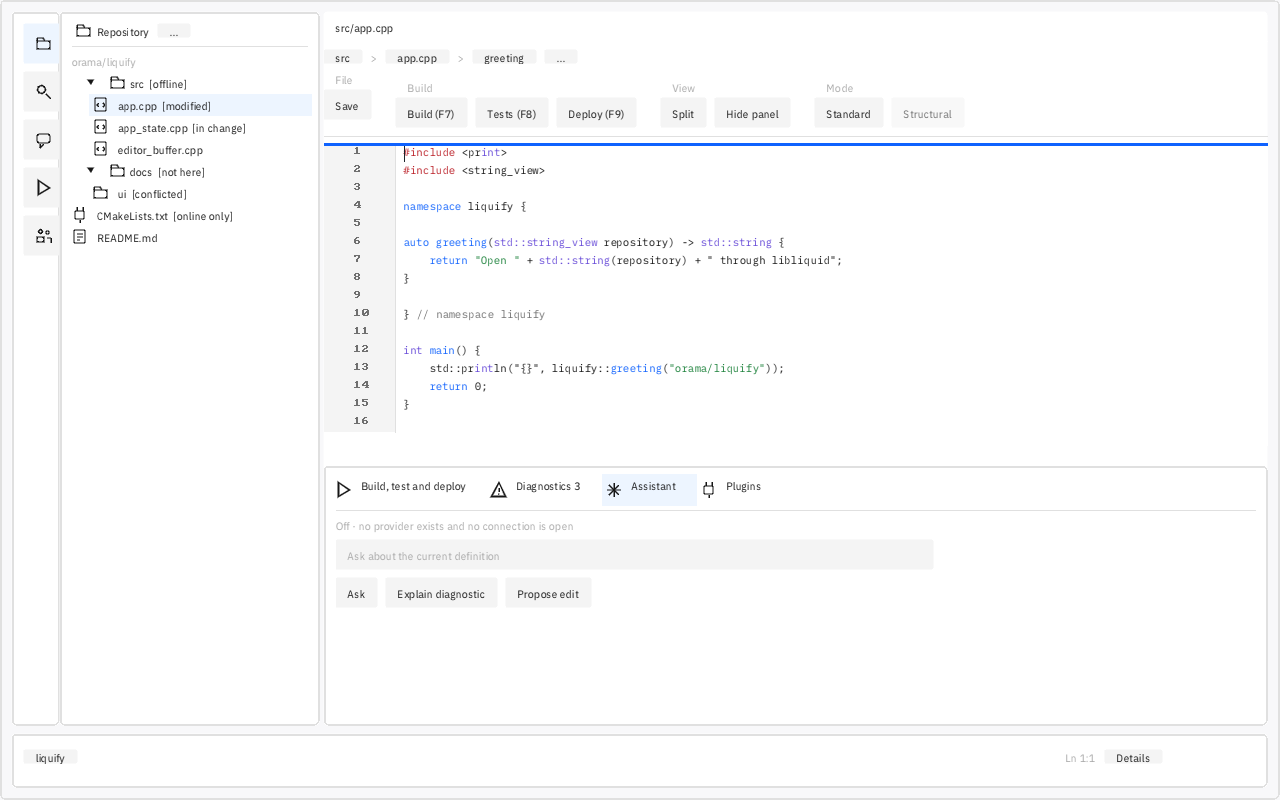 Repository ...
orama/liquify
src [offline]
app.cpp [modified]
app_state.cpp [in change]
editor_buffer.cpp
docs [not here]
ui [conflicted]
CMakeLists.txt [online only]
README.md
src/app.cpp
src > app.cpp > greeting ...
File
Save
Build
Build (F7) Tests (F8) Deploy (F9)
View
Split Hide panel
Mode
Standard Structural
1 #include <print>
2 #include <string_view>
3
4 namespace liquify {
5
6 auto greeting(std::string_view repository) -> std::string {
7     return "Open " + std::string(repository) + " through libliquid";
8 }
9
10 } // namespace liquify
11
12 int main() {
13     std::println("{}", liquify::greeting("orama/liquify"));
14     return 0;
15 }
16
Build, test and deploy Diagnostics 3 Assistant Plugins
Off · no provider exists and no connection is open
Ask about the current definition
Ask Explain diagnostic Propose edit
liquify Ln 1:1 Details